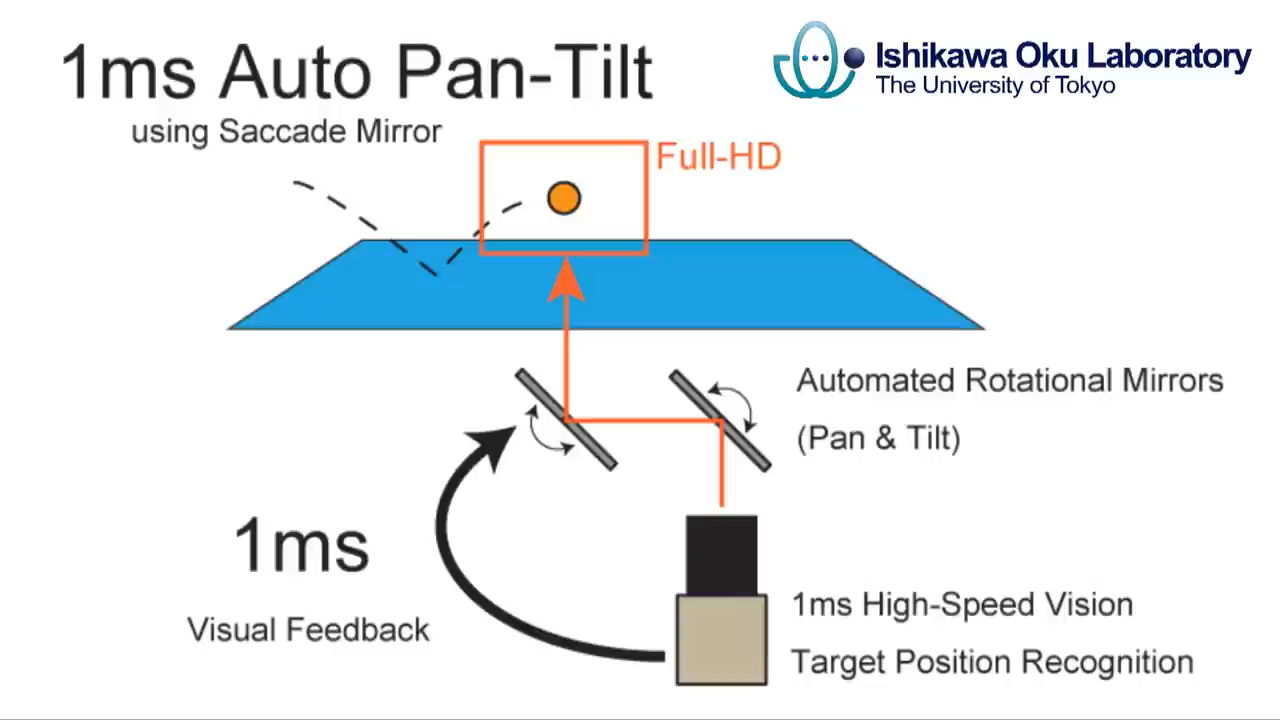 1ms Auto Pan-Tilt
using Saccade Mirror
Ishikawa Oku Laboratory
The University of Tokyo
Full-HD
Automated Rotational Mirrors
(Pan & Tilt)
1ms
Visual Feedback
1ms High-Speed Vision
Target Position Recognition